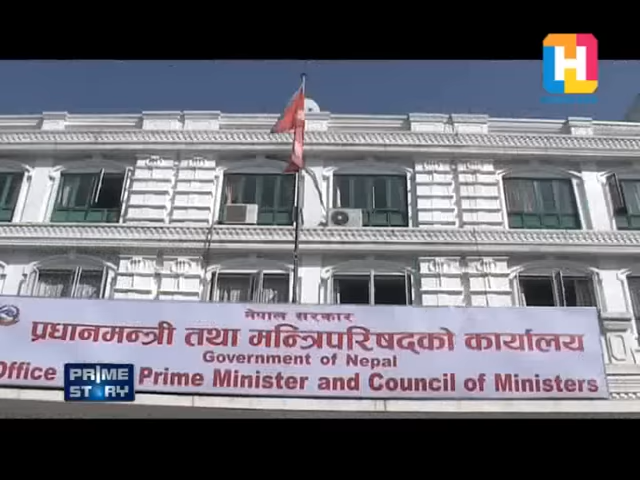 H
नेपाल सरकार
प्रधानमन्त्री तथा मन्त्रिपरिषद्को कार्यालय
Government of Nepal
Office
Prime Minister and Council of Ministers
PRIME
STORY